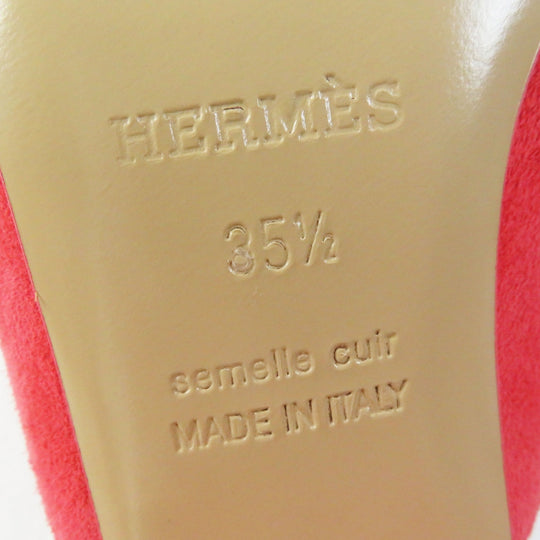 HERMÈS
35½
semelle cuir
MADE IN ITALY